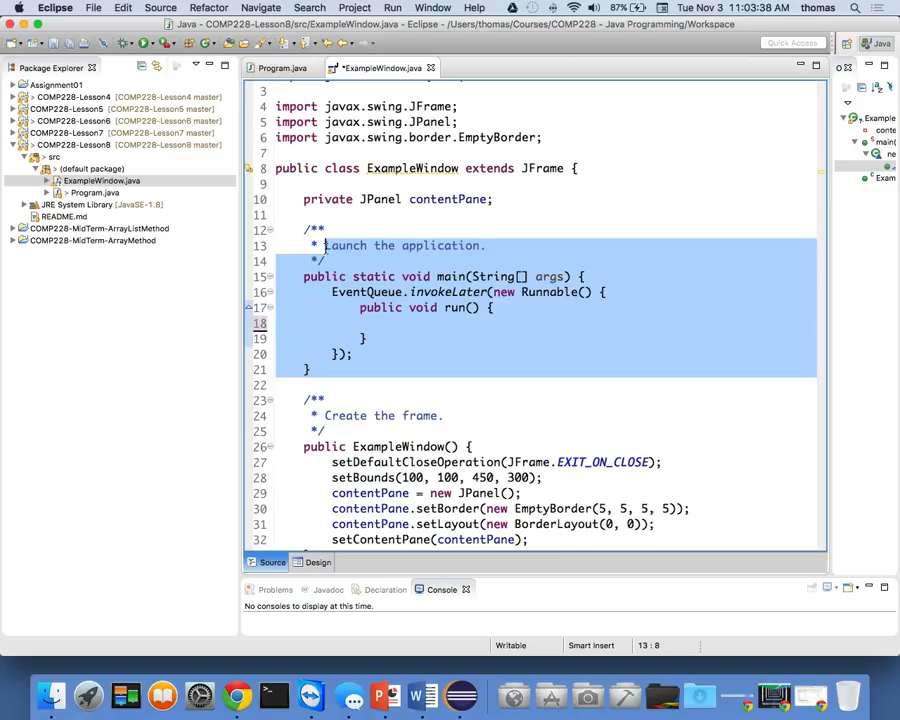 Eclipse File Edit Source Refactor Navigate Search Project Run Window Help 87% Tue Nov 3 11:03:38 AM thomas
Java - COMP228-Lesson8/src/ExampleWindow.java - Eclipse - /Users/thomas/Courses/COMP228 - Java Programming/Workspace
Quick Access Java
Package Explorer
Program.java *ExampleWindow.java
Assignment01
> COMP228-Lesson4 [COMP228-Lesson4 master]
COMP228-Lesson5 [COMP228-Lesson5 master]
> COMP228-Lesson6 [COMP228-Lesson6 master]
COMP228-Lesson7 [COMP228-Lesson7 master]
> COMP228-Lesson8 [COMP228-Lesson8 master]
> src
> (default package)
> ExampleWindow.java
> Program.java
JRE System Library [JavaSE-1.8]
README.md
COMP228-MidTerm-ArrayListMethod
COMP228-MidTerm-ArrayMethod
3
4 import javax.swing.JFrame;
5 import javax.swing.JPanel;
6 import javax.swing.border.EmptyBorder;
7
8 public class ExampleWindow extends JFrame {
9
10 private JPanel contentPane;
11
12 /**
13 * Launch the application.
14 */
15 public static void main(String[] args) {
16 EventQueue.invokeLater(new Runnable() {
17 public void run() {
18
19 }
20 });
21 }
22
23 /**
24 * Create the frame.
25 */
26 public ExampleWindow() {
27 setDefaultCloseOperation(JFrame.EXIT_ON_CLOSE);
28 setBounds(100, 100, 450, 300);
29 contentPane = new JPanel();
30 contentPane.setBorder(new EmptyBorder(5, 5, 5, 5));
31 contentPane.setLayout(new BorderLayout(0, 0));
32 setContentPane(contentPane);
Example
conte
main(
ne
Exam
Source Design
Problems Javadoc Declaration Console
No consoles to display at this time.
Writable Smart Insert 13 : 8